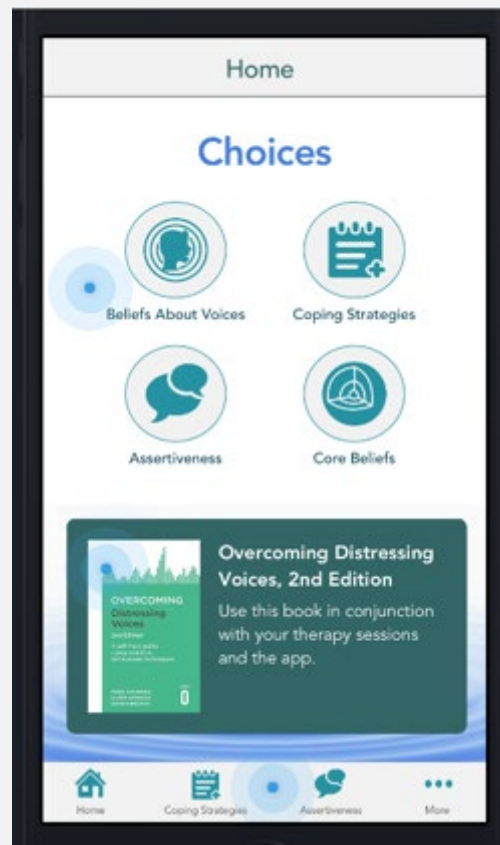 Home
Choices
Beliefs About Voices
Coping Strategies
Assertiveness
Core Beliefs
OVERCOMING
Distressing
Voices
Overcoming Distressing
Voices, 2nd Edition
Use this book in conjunction
with your therapy sessions
and the app.
Home
Coping Strategies
Assertiveness
More